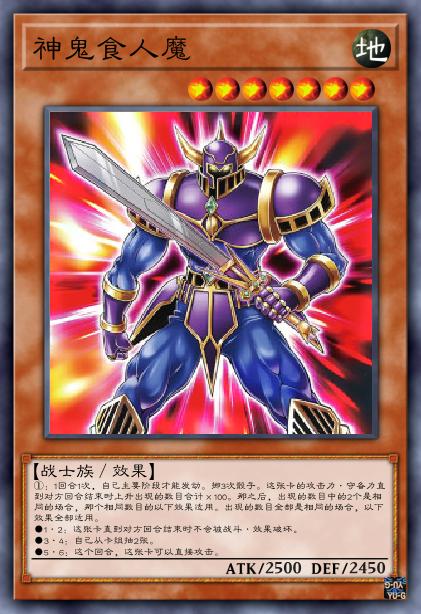 神鬼食人魔
地
【战士族／效果】
①：1回合1次，自己主要阶段才能发动。掷3次骰子。这张卡的攻击力·守备力直
到对方回合结束时上升出现的数目合计×100。那之后，出现的数目中的2个是相
同的场合，那个相同数目的以下效果适用。出现的数目全部是相同的场合，以下
效果全部适用。
●1·2：这张卡直到对方回合结束时不会被战斗·效果破坏。
●3·4：自己从卡组抽2张。
●5·6：这个回合，这张卡可以直接攻击。
ATK/2500 DEF/2450